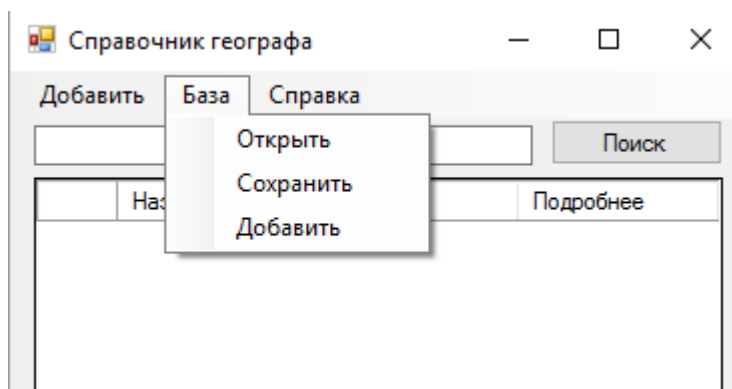 Справочник географа
Добавить База Справка
Открыть
Поиск
Сохранить
Подробнее
Добавить